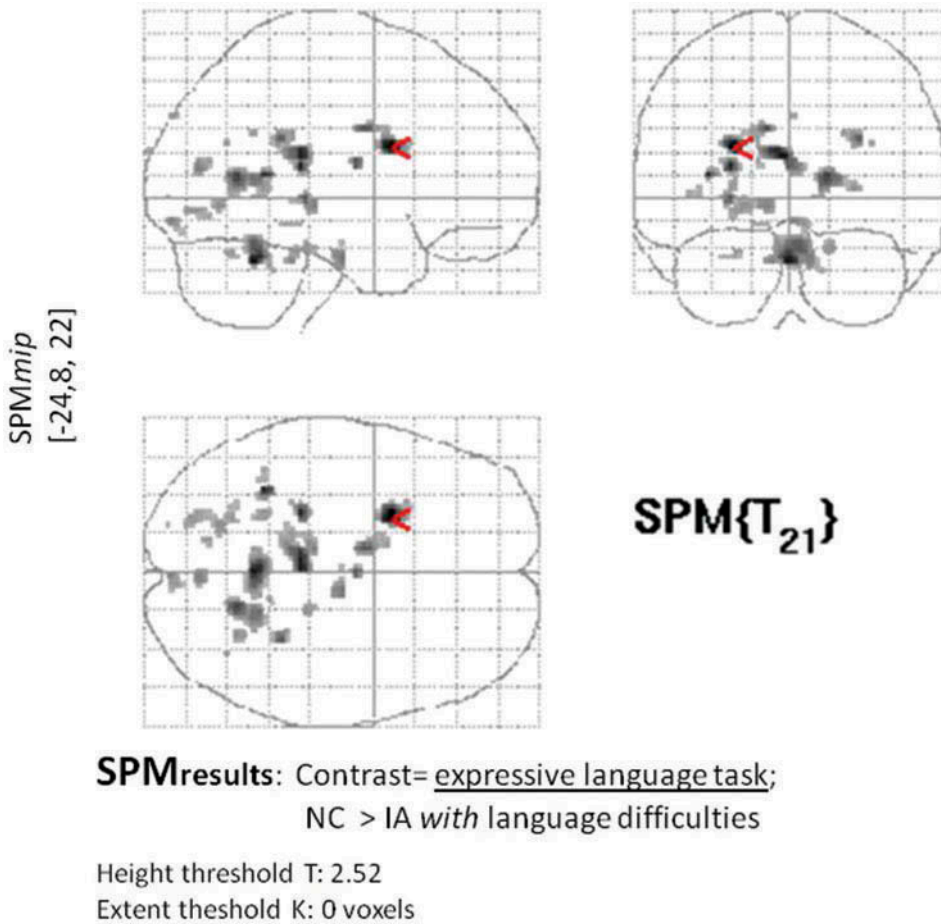 SPMmip
[-24,8, 22]
SPM{T21}
SPMresults: Contrast= expressive language task;
NC > IA with language difficulties
Height threshold T: 2.52
Extent theshold K: 0 voxels